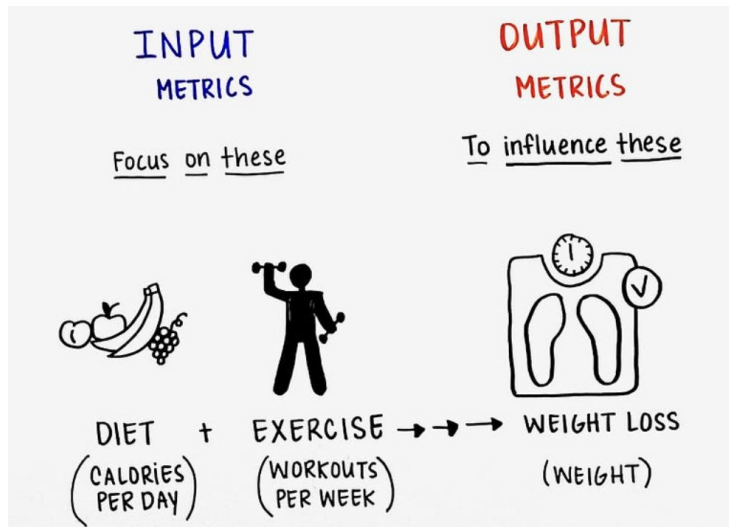 INPUT
METRICS
Focus on these
DIET + EXERCISE
(CALORIES
PER DAY)
(WORKOUTS
PER WEEK)
OUTPUT
METRICS
To influence these
WEIGHT LOSS
(WEIGHT)